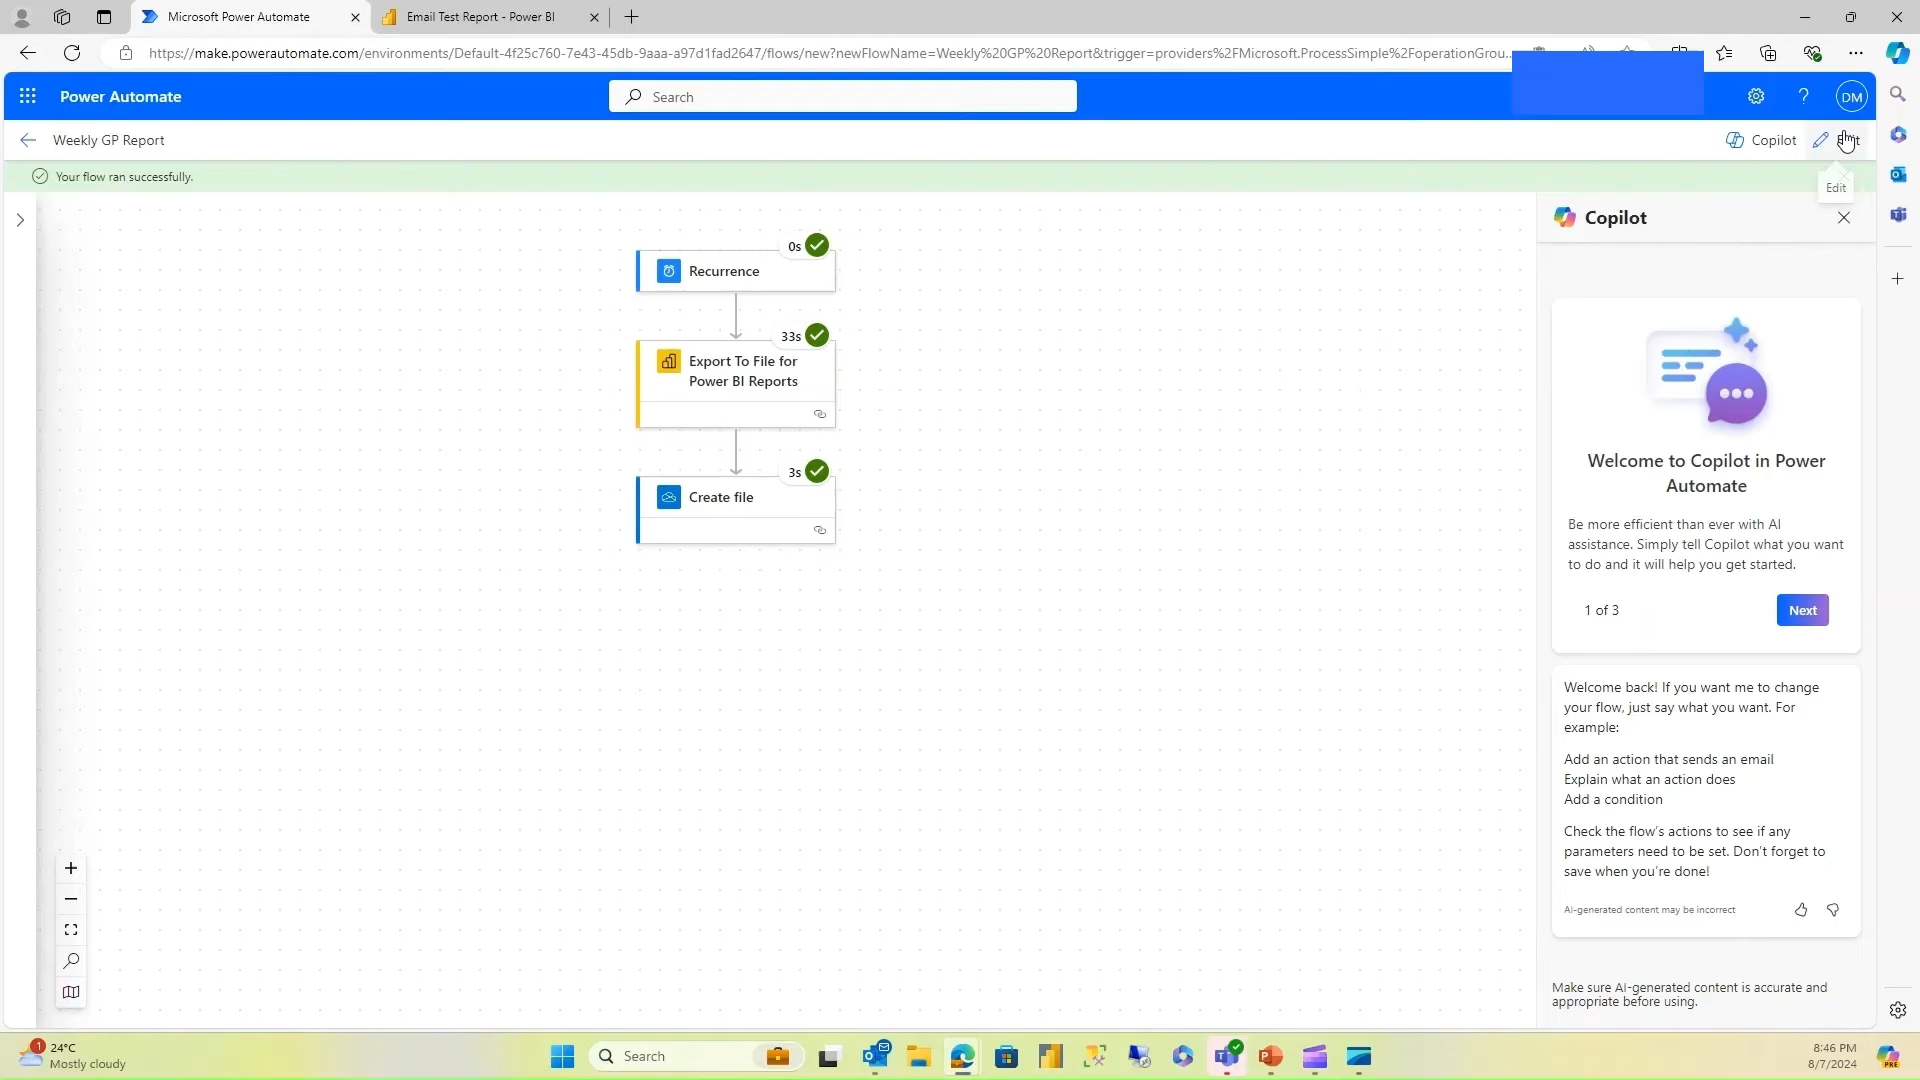 Microsoft Power Automate
Email Test Report - Power BI
https://make.powerautomate.com/environments/Default-4f25c760-7e43-45db-9aaa-a97d1fad2647/flows/new?newFlowName=Weekly%20GP%20Report&trigger=providers%2FMicrosoft.ProcessSimple%2FoperationGrou...
Power Automate
Search
DM
Weekly GP Report
Copilot
Your flow ran successfully.
Edit
Copilot
0s
Recurrence
33s
Export To File for
Power BI Reports
3s
Create file
Welcome to Copilot in Power
Automate
Be more efficient than ever with AI
assistance. Simply tell Copilot what you want
to do and it will help you get started.
1 of 3
Next
Welcome back! If you want me to change
your flow, just say what you want. For
example:
Add an action that sends an email
Explain what an action does
Add a condition
Check the flow's actions to see if any
parameters need to be set. Don't forget to
save when you're done!
AI-generated content may be incorrect
Make sure AI-generated content is accurate and
appropriate before using.
1
24°C
Mostly cloudy
Search
8:46 PM
8/7/2024
PRE